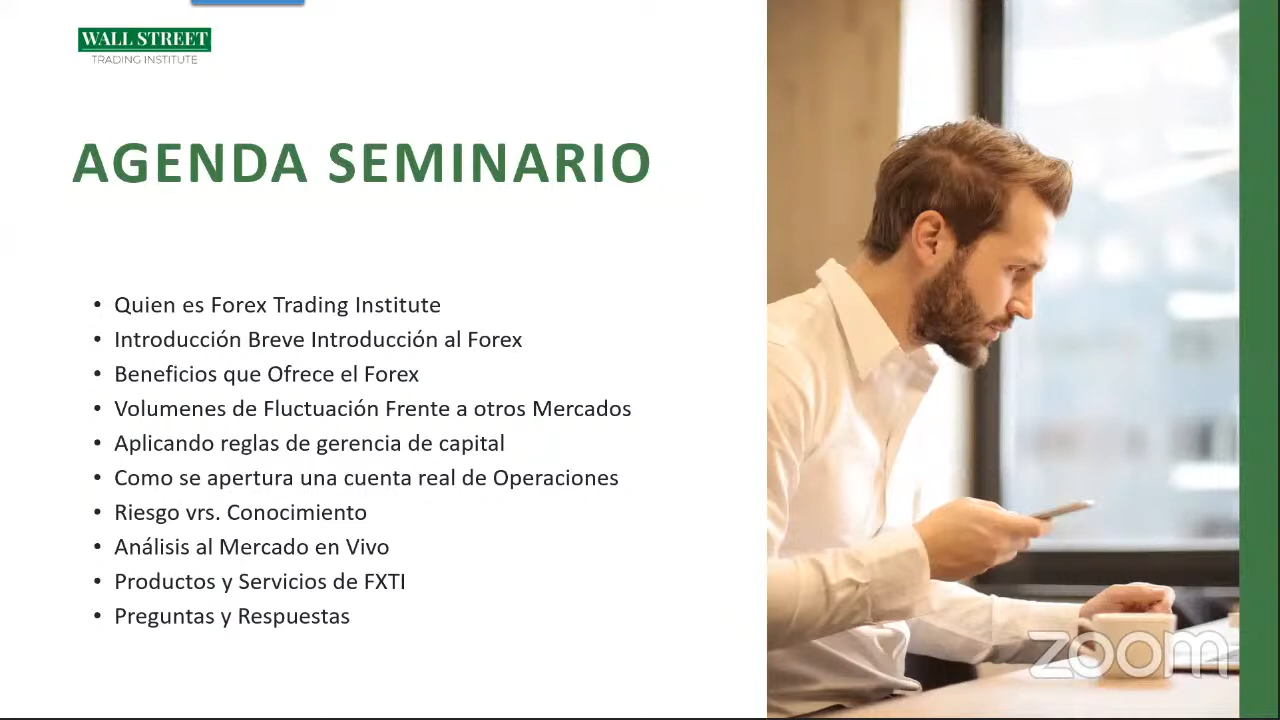 WALL STREET
TRADING INSTITUTE
AGENDA SEMINARIO
• Quien es Forex Trading Institute
• Introducción Breve Introducción al Forex
• Beneficios que Ofrece el Forex
• Volumenes de Fluctuación Frente a otros Mercados
• Aplicando reglas de gerencia de capital
• Como se apertura una cuenta real de Operaciones
• Riesgo vrs. Conocimiento
• Análisis al Mercado en Vivo
• Productos y Servicios de FXTI
• Preguntas y Respuestas
zoom